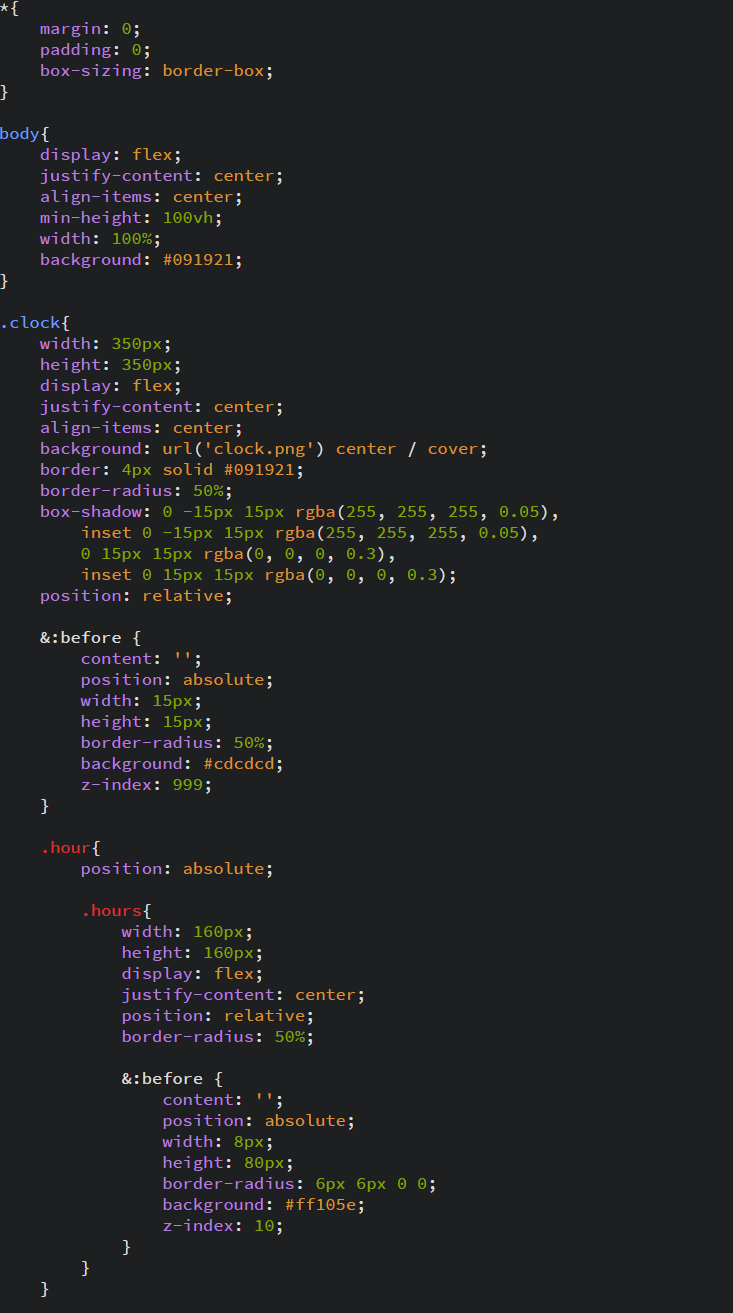 *{
    margin: 0;
    padding: 0;
    box-sizing: border-box;
}

body{
    display: flex;
    justify-content: center;
    align-items: center;
    min-height: 100vh;
    width: 100%;
    background: #091921;
}

.clock{
    width: 350px;
    height: 350px;
    display: flex;
    justify-content: center;
    align-items: center;
    background: url('clock.png') center / cover;
    border: 4px solid #091921;
    border-radius: 50%;
    box-shadow: 0 -15px 15px rgba(255, 255, 255, 0.05),
        inset 0 -15px 15px rgba(255, 255, 255, 0.05),
        0 15px 15px rgba(0, 0, 0, 0.3),
        inset 0 15px 15px rgba(0, 0, 0, 0.3);
    position: relative;

    &:before {
        content: '';
        position: absolute;
        width: 15px;
        height: 15px;
        border-radius: 50%;
        background: #cdcdcd;
        z-index: 999;
    }

    .hour{
        position: absolute;

        .hours{
            width: 160px;
            height: 160px;
            display: flex;
            justify-content: center;
            position: relative;
            border-radius: 50%;

            &:before {
                content: '';
                position: absolute;
                width: 8px;
                height: 80px;
                border-radius: 6px 6px 0 0;
                background: #ff105e;
                z-index: 10;
            }
        }
    }